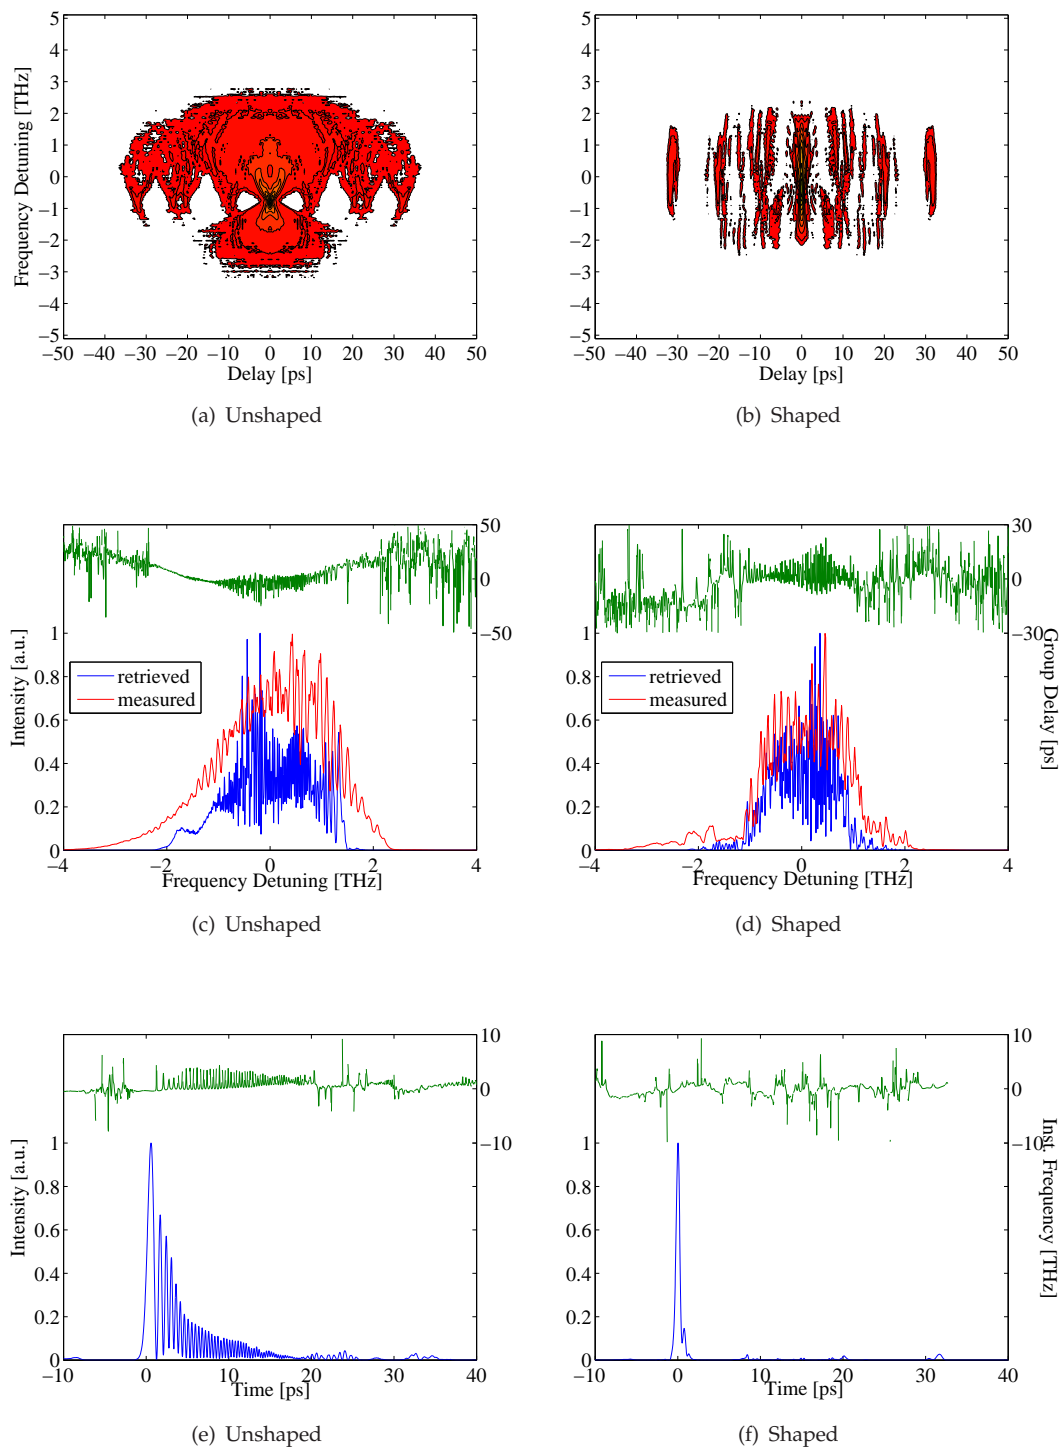 5
4
3
2
1
0
−1
−2
−3
−4
−5
Frequency Detuning [THz]
−50 −40 −30 −20 −10 0 10 20 30 40 50
Delay [ps]
(a) Unshaped
5
4
3
2
1
0
−1
−2
−3
−4
−5
−50 −40 −30 −20 −10 0 10 20 30 40 50
Delay [ps]
(b) Shaped
50
0
−50
1
0.8
0.6
0.4
0.2
0
Intensity [a.u.]
retrieved
measured
−4 −2 0 2 4
Frequency Detuning [THz]
(c) Unshaped
30
0
−30
Group Delay [ps]
1
0.8
0.6
0.4
0.2
0
retrieved
measured
−4 −2 0 2 4
Frequency Detuning [THz]
(d) Shaped
10
0
−10
1
0.8
0.6
0.4
0.2
0
Intensity [a.u.]
−10 0 10 20 30 40
Time [ps]
(e) Unshaped
10
0
−10
Inst. Frequency [THz]
1
0.8
0.6
0.4
0.2
0
−10 0 10 20 30 40
Time [ps]
(f) Shaped